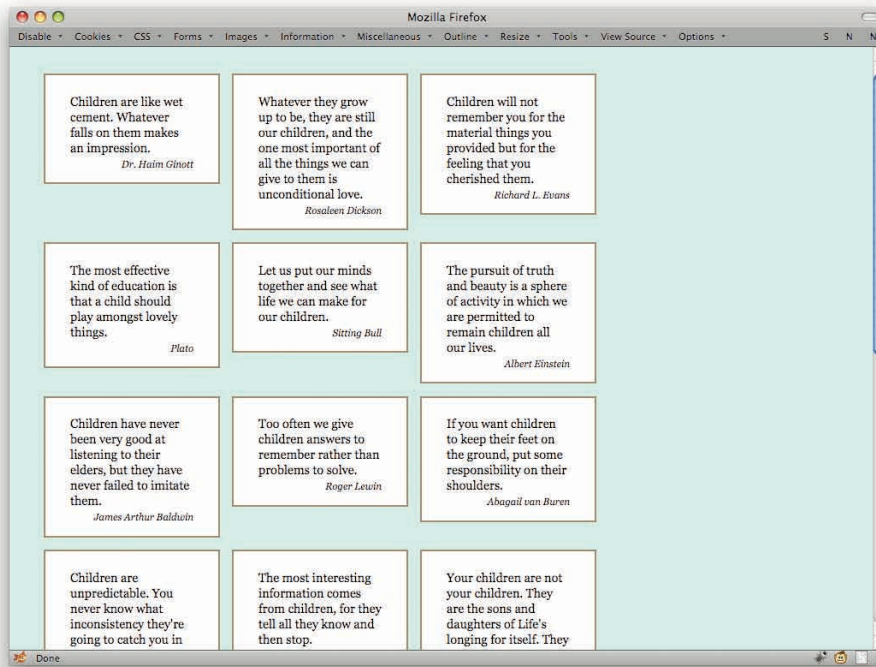 Mozilla Firefox
Disable Cookies CSS Forms Images Information Miscellaneous Outline Resize Tools View Source Options S N N
Children are like wet
cement. Whatever
falls on them makes
an impression.
Dr. Haim Ginott
Whatever they grow
up to be, they are still
our children, and the
one most important of
all the things we can
give to them is
unconditional love.
Rosaleen Dickson
Children will not
remember you for the
material things you
provided but for the
feeling that you
cherished them.
Richard L. Evans
The most effective
kind of education is
that a child should
play amongst lovely
things.
Plato
Let us put our minds
together and see what
life we can make for
our children.
Sitting Bull
The pursuit of truth
and beauty is a sphere
of activity in which we
are permitted to
remain children all
our lives.
Albert Einstein
Children have never
been very good at
listening to their
elders, but they have
never failed to imitate
them.
James Arthur Baldwin
Too often we give
children answers to
remember rather than
problems to solve.
Roger Lewin
If you want children
to keep their feet on
the ground, put some
responsibility on their
shoulders.
Abagail van Buren
Children are
unpredictable. You
never know what
inconsistency they're
going to catch you in
The most interesting
information comes
from children, for they
tell all they know and
then stop.
Your children are not
your children. They
are the sons and
daughters of Life's
longing for itself. They
Done